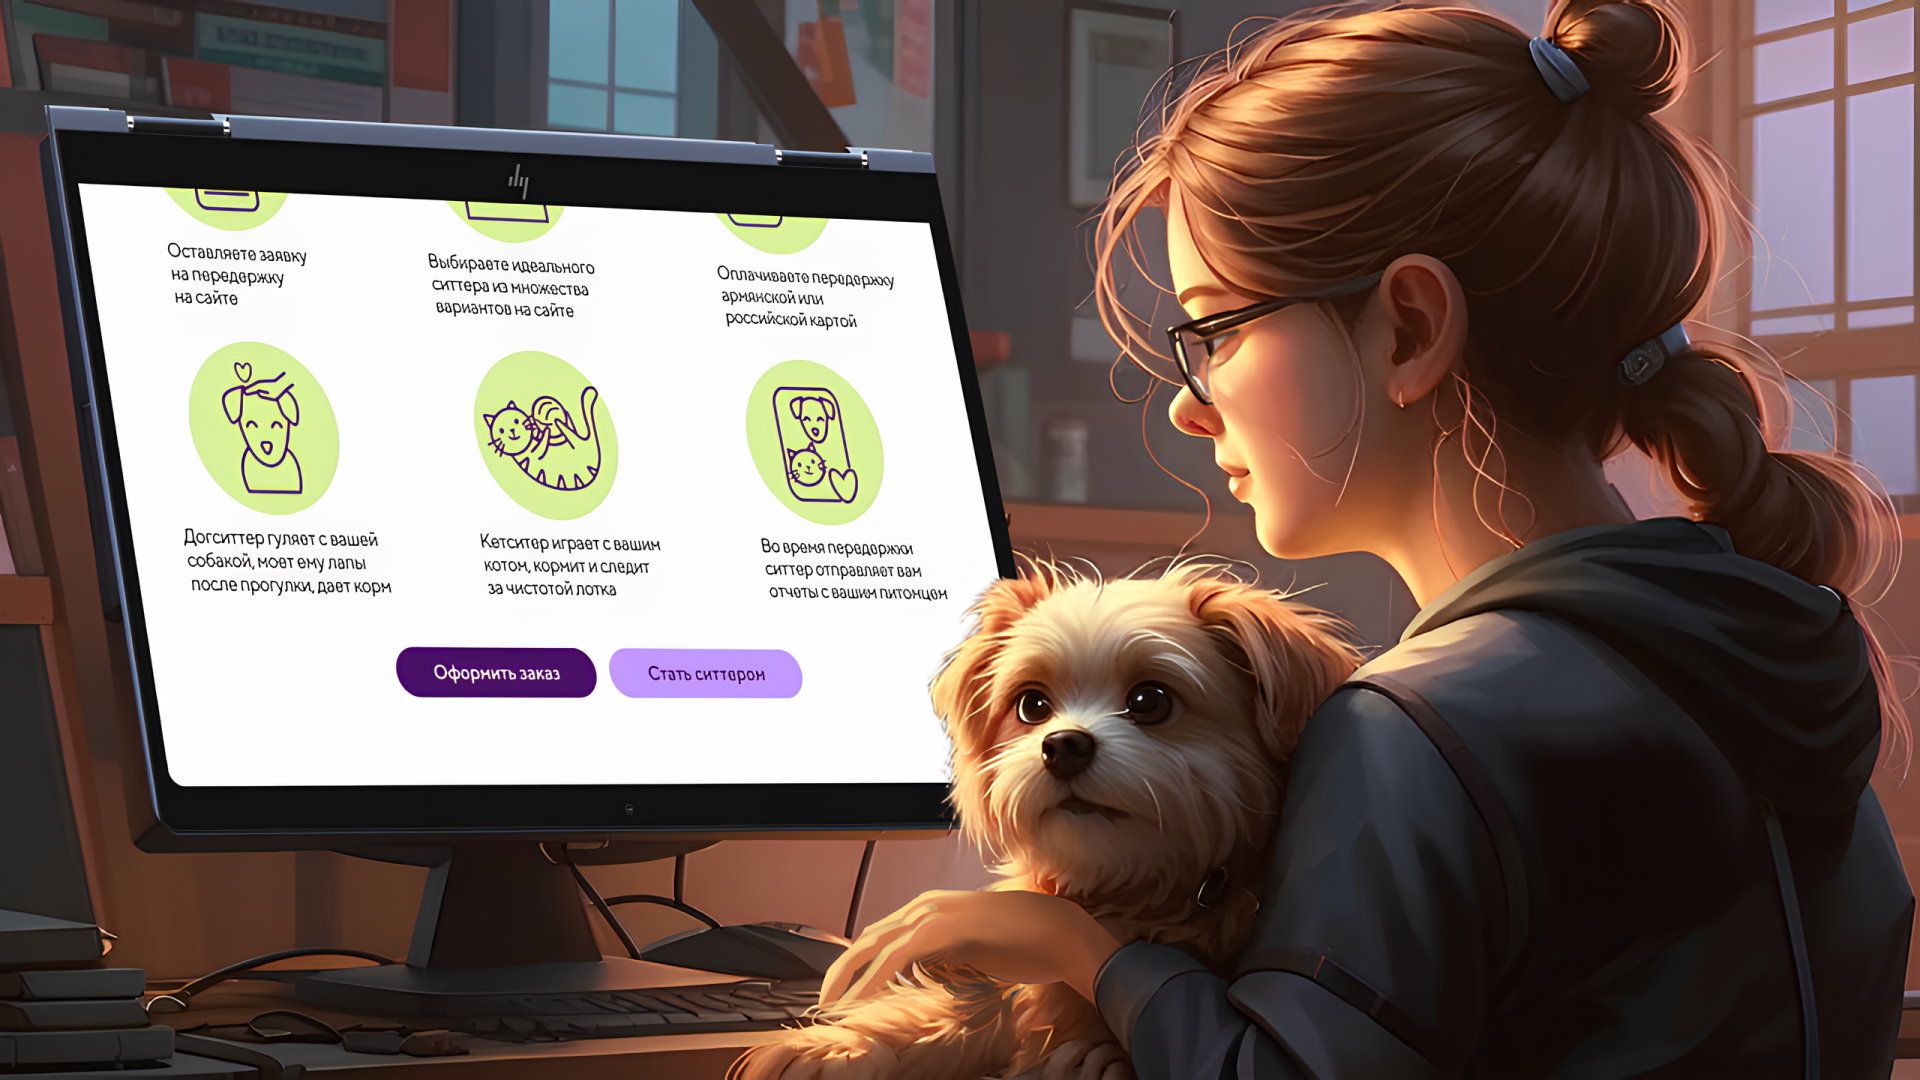 Оставляете заявку
на передержку
на сайте
Выбираете идеального
ситтера из множества
вариантов на сайте
Оплачиваете передержку
армянской или
российской картой
Догситтер гуляет с вашей
собакой, моет ему лапы
после прогулки, дает корм
Кетситер играет с вашим
котом, кормит и следит
за чистотой лотка
Во время передержки
ситтер отправляет вам
отчеты с вашим питомцем
Оформить заказ
Стать ситтером